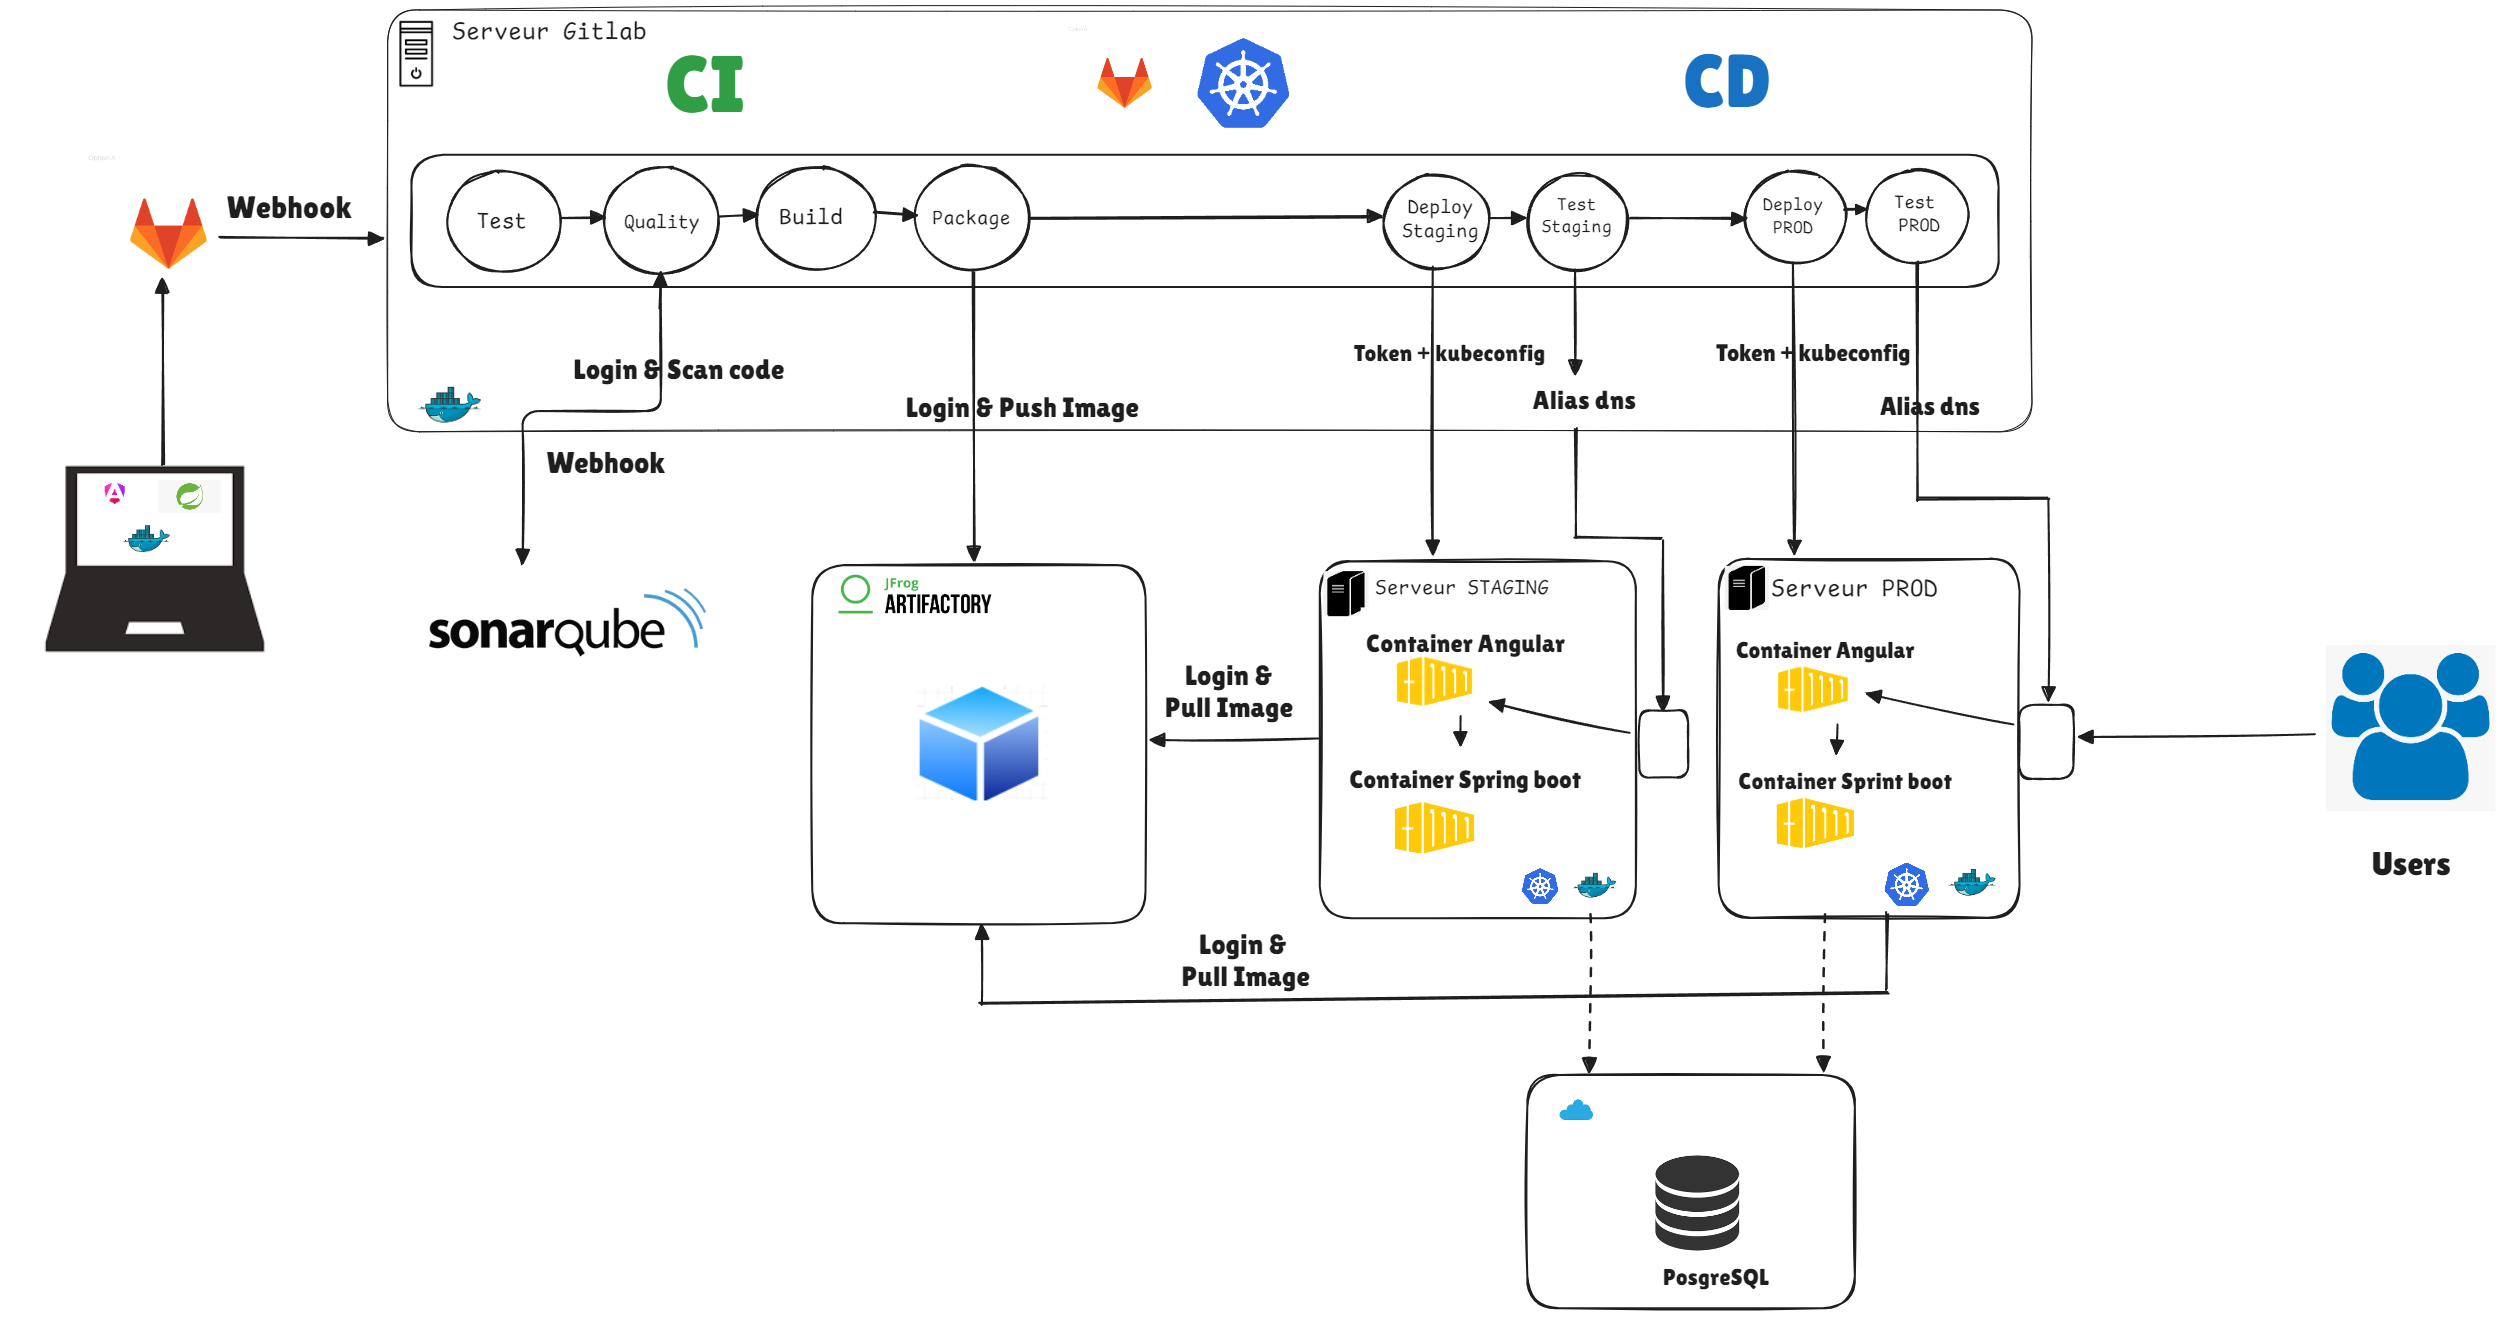 Serveur Gitlab
CI
CD
Webhook
Test
Quality
Build
Package
Deploy
Staging
Test
Staging
Deploy
PROD
Test
PROD
Login & Scan code
Login & Push Image
Token + kubeconfig
Alias dns
Token + kubeconfig
Alias dns
Webhook
sonarqube
JFrog
ARTIFACTORY
Serveur STAGING
Container Angular
Container Spring boot
Serveur PROD
Container Angular
Container Sprint boot
Login &
Pull Image
Users
Login &
Pull Image
PosgreSQL